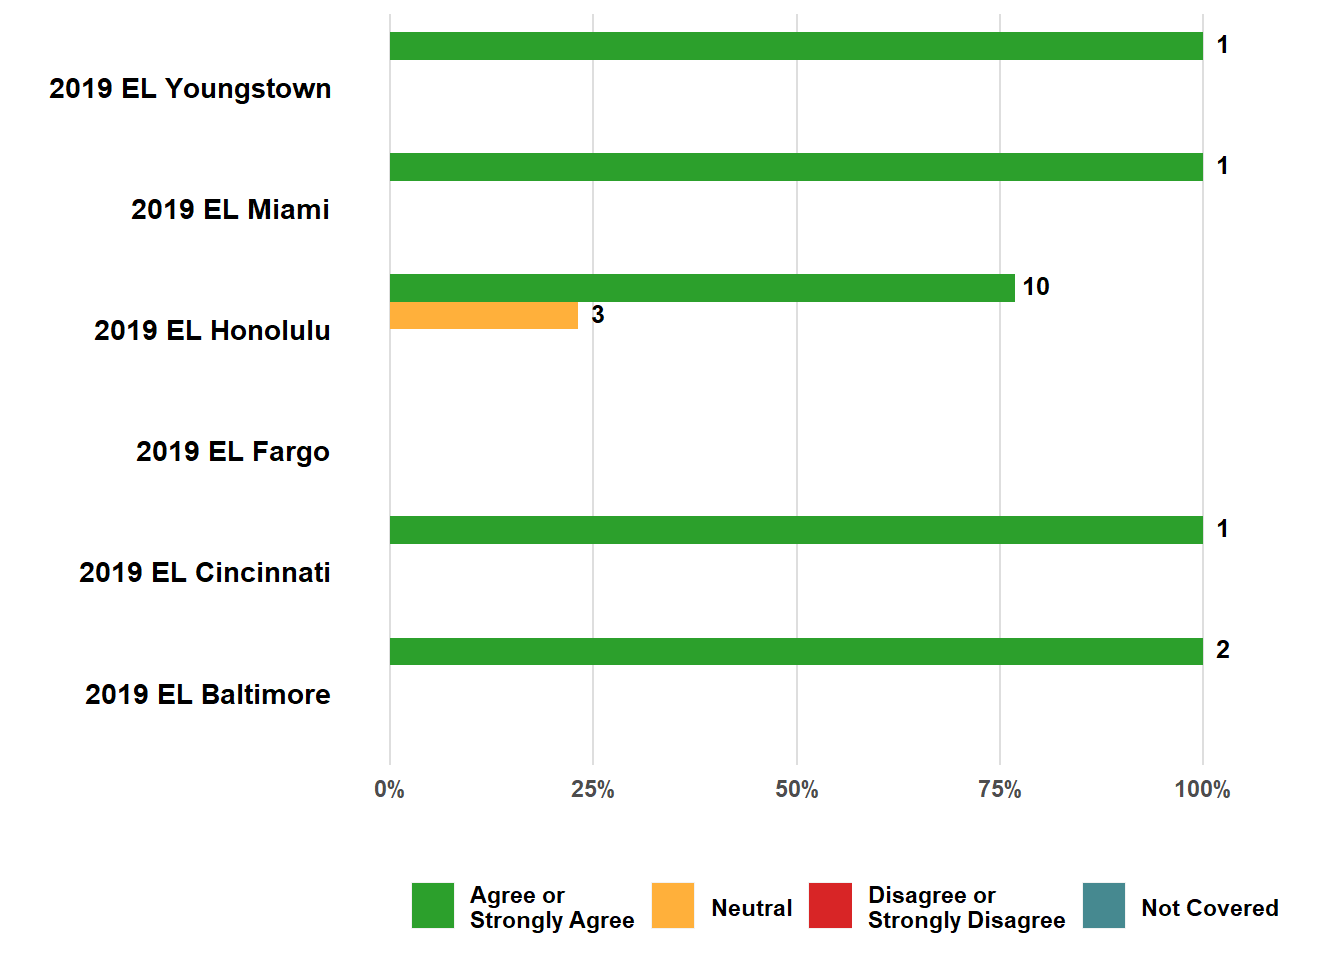 1
2019 EL Youngstown
1
2019 EL Miami
10
3
2019 EL Honolulu
2019 EL Fargo
1
2019 EL Cincinnati
2
2019 EL Baltimore
0% 25% 50% 75% 100%
Agree or
Strongly Agree
Neutral
Disagree or
Strongly Disagree
Not Covered